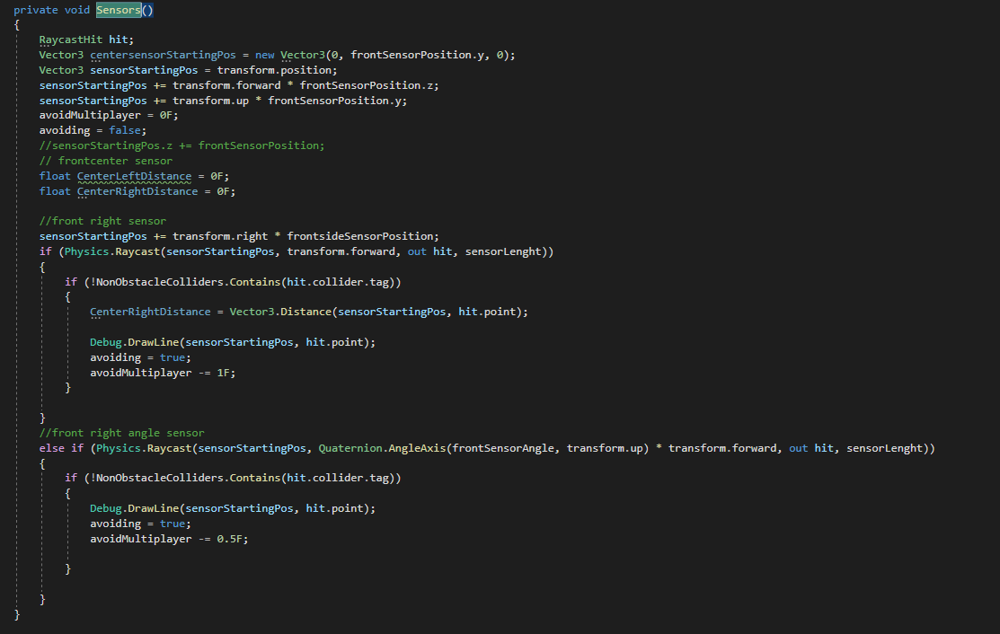 private void Sensors()
{
RaycastHit hit;
Vector3 centersensorStartingPos = new Vector3(0, frontSensorPosition.y, 0);
Vector3 sensorStartingPos = transform.position;
sensorStartingPos += transform.forward * frontSensorPosition.z;
sensorStartingPos += transform.up * frontSensorPosition.y;
avoidMultiplayer = 0F;
avoiding = false;
//sensorStartingPos.z += frontSensorPosition;
// frontcenter sensor
float CenterLeftDistance = 0F;
float CenterRightDistance = 0F;
//front right sensor
sensorStartingPos += transform.right * frontsideSensorPosition;
if (Physics.Raycast(sensorStartingPos, transform.forward, out hit, sensorLenght))
{
if (!NonObstacleColliders.Contains(hit.collider.tag))
{
CenterRightDistance = Vector3.Distance(sensorStartingPos, hit.point);
Debug.DrawLine(sensorStartingPos, hit.point);
avoiding = true;
avoidMultiplayer -= 1F;
}
}
//front right angle sensor
else if (Physics.Raycast(sensorStartingPos, Quaternion.AngleAxis(frontSensorAngle, transform.up) * transform.forward, out hit, sensorLenght))
{
if (!NonObstacleColliders.Contains(hit.collider.tag))
{
Debug.DrawLine(sensorStartingPos, hit.point);
avoiding = true;
avoidMultiplayer -= 0.5F;
}
}
}